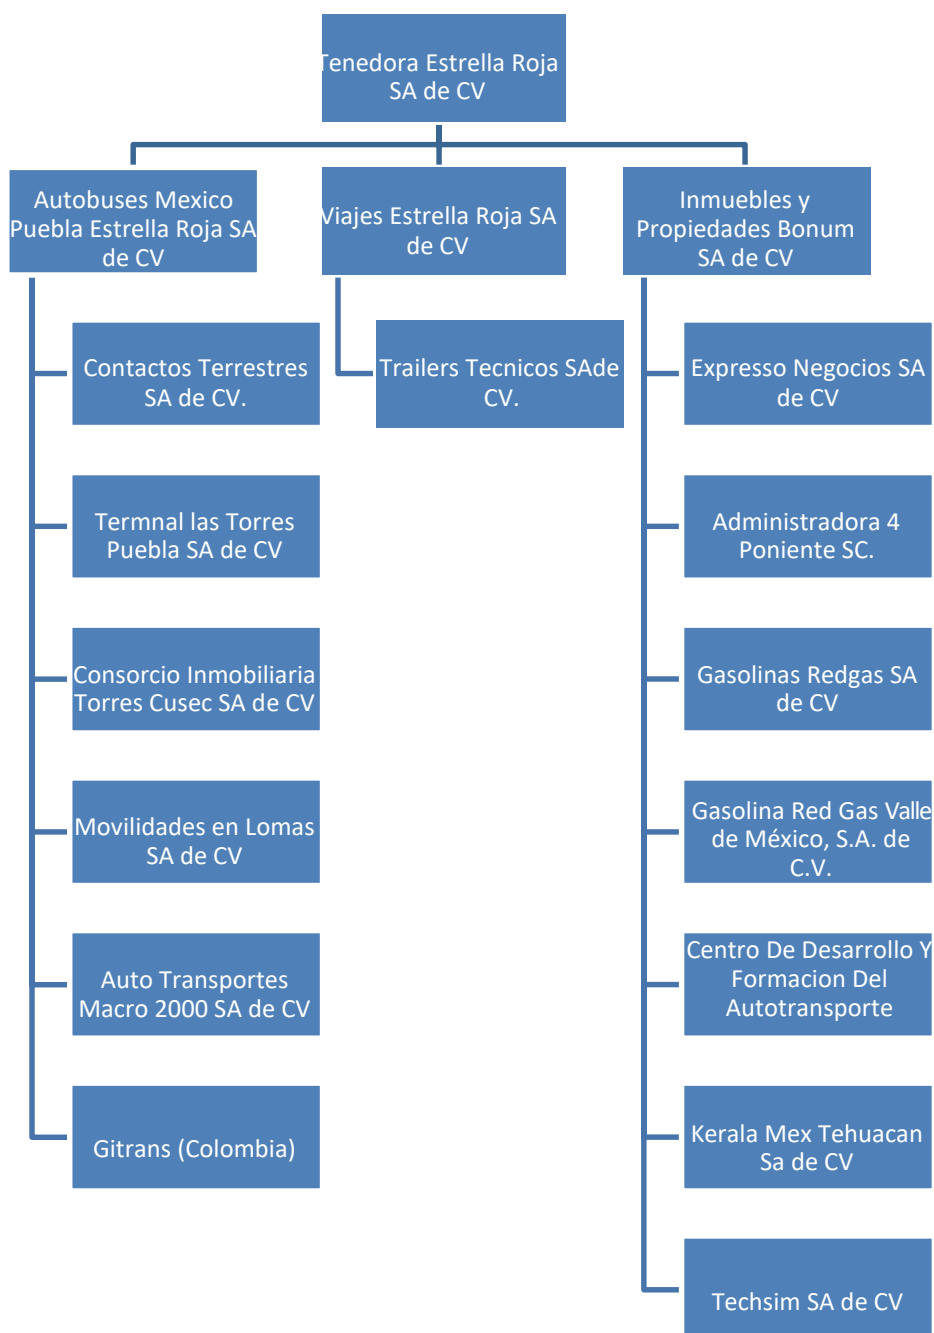 Tenedora Estrella Roja
SA de CV
Autobuses Mexico
Puebla Estrella Roja SA
de CV
Viajes Estrella Roja SA
de CV
Inmuebles y
Propiedades Bonum
SA de CV
Contactos Terrestres
SA de CV.
Termnal las Torres
Puebla SA de CV
Consorcio Inmobiliaria
Torres Cusec SA de CV
Movilidades en Lomas
SA de CV
Auto Transportes
Macro 2000 SA de CV
Gitrans (Colombia)
Trailers Tecnicos SAde
CV.
Expresso Negocios SA
de CV
Administradora 4
Poniente SC.
Gasolinas Redgas SA
de CV
Gasolina Red Gas Valle
de México, S.A. de
C.V.
Centro De Desarrollo Y
Formacion Del
Autotransporte
Kerala Mex Tehuacan
Sa de CV
Techsim SA de CV